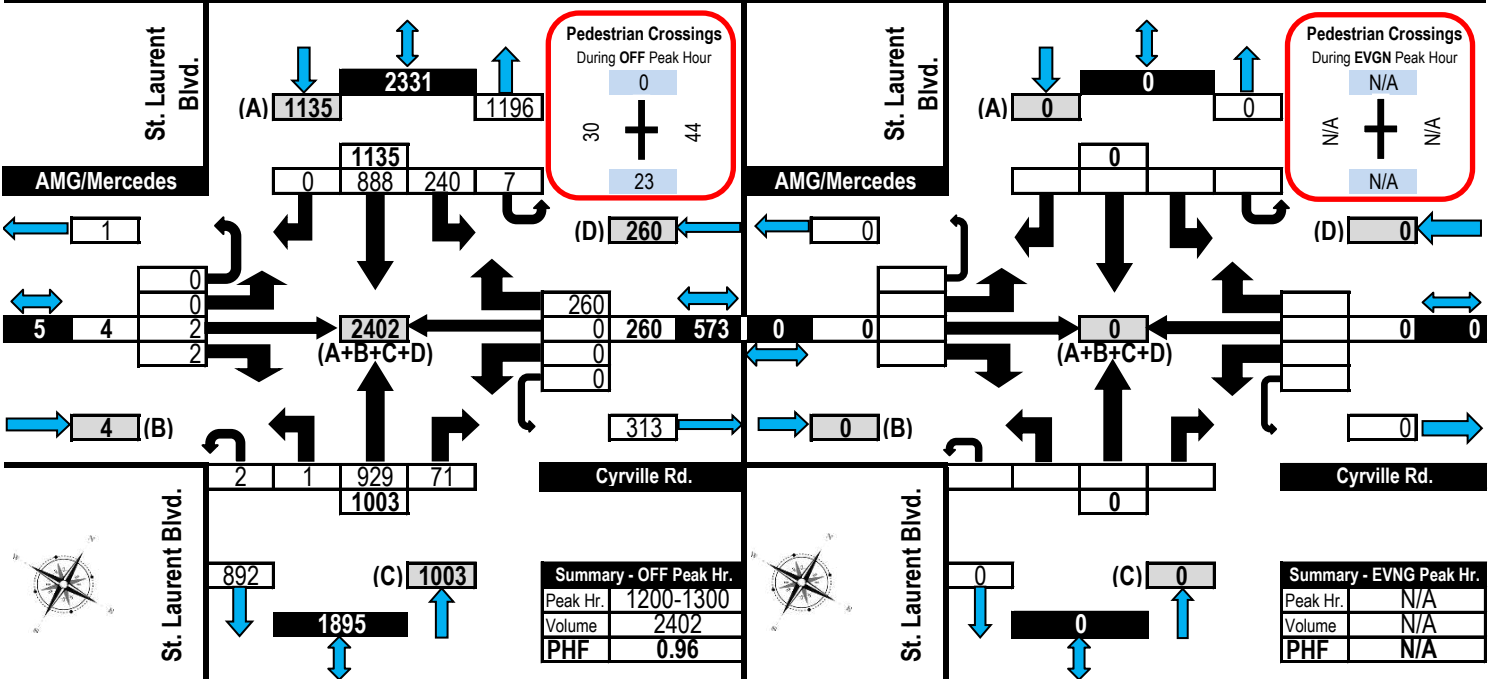 St. Laurent
Blvd.
2331
(A) 1135
1196
Pedestrian Crossings
During OFF Peak Hour
0
30
44
23
1135
0 888 240 7
AMG/Mercedes
1
(D) 260
0
0
2
2
5 4
2402
(A+B+C+D)
260
0
0
0
260 573
4 (B)
313
2 1 929 71
1003
Cyrville Rd.
St. Laurent Blvd.
892
(C) 1003
1895
Summary - OFF Peak Hr.
Peak Hr. 1200-1300
Volume 2402
PHF 0.96
St. Laurent
Blvd.
0
(A) 0
0
Pedestrian Crossings
During EVGN Peak Hour
N/A
N/A
N/A
N/A
0
AMG/Mercedes
0
(D) 0
0 0
0
(A+B+C+D)
0 0
0 (B)
0
0
Cyrville Rd.
St. Laurent Blvd.
0
(C) 0
0
Summary - EVNG Peak Hr.
Peak Hr. N/A
Volume N/A
PHF N/A